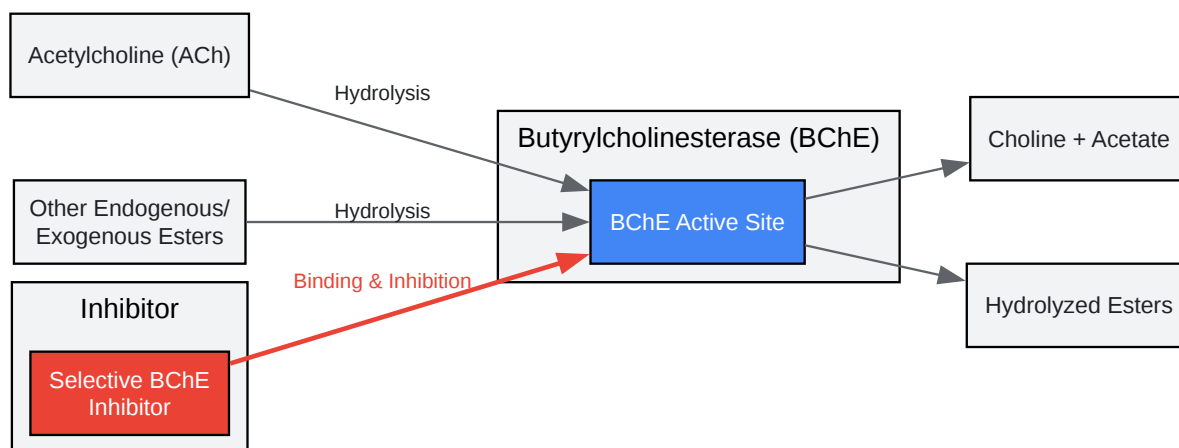 Acetylcholine (ACh)
Hydrolysis
Butyrylcholinesterase (BChE)
Choline + Acetate
Other Endogenous/
Exogenous Esters
Hydrolysis
BChE Active Site
Binding & Inhibition
Hydrolyzed Esters
Inhibitor
Selective BChE
Inhibitor